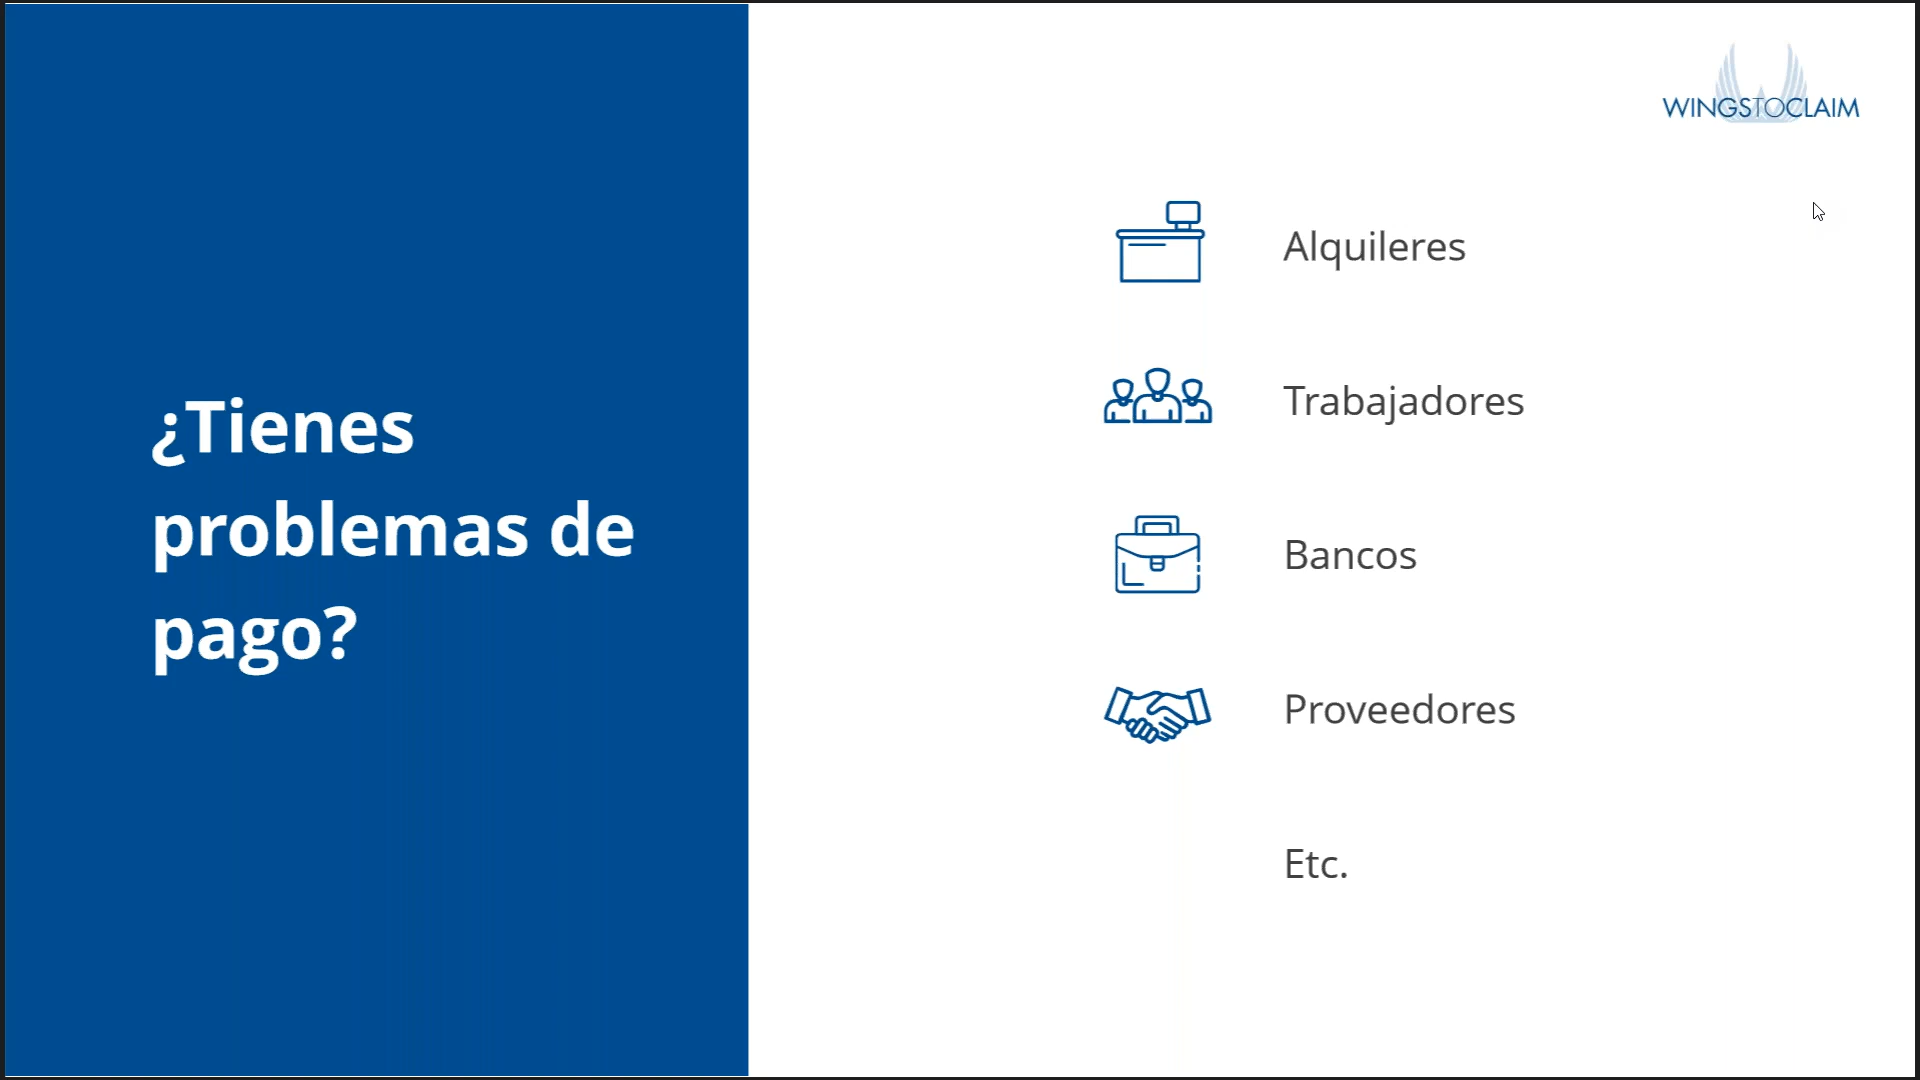 ¿Tienes
problemas de
pago?
WINGSTOCLAIM
Alquileres
Trabajadores
Bancos
Proveedores
Etc.